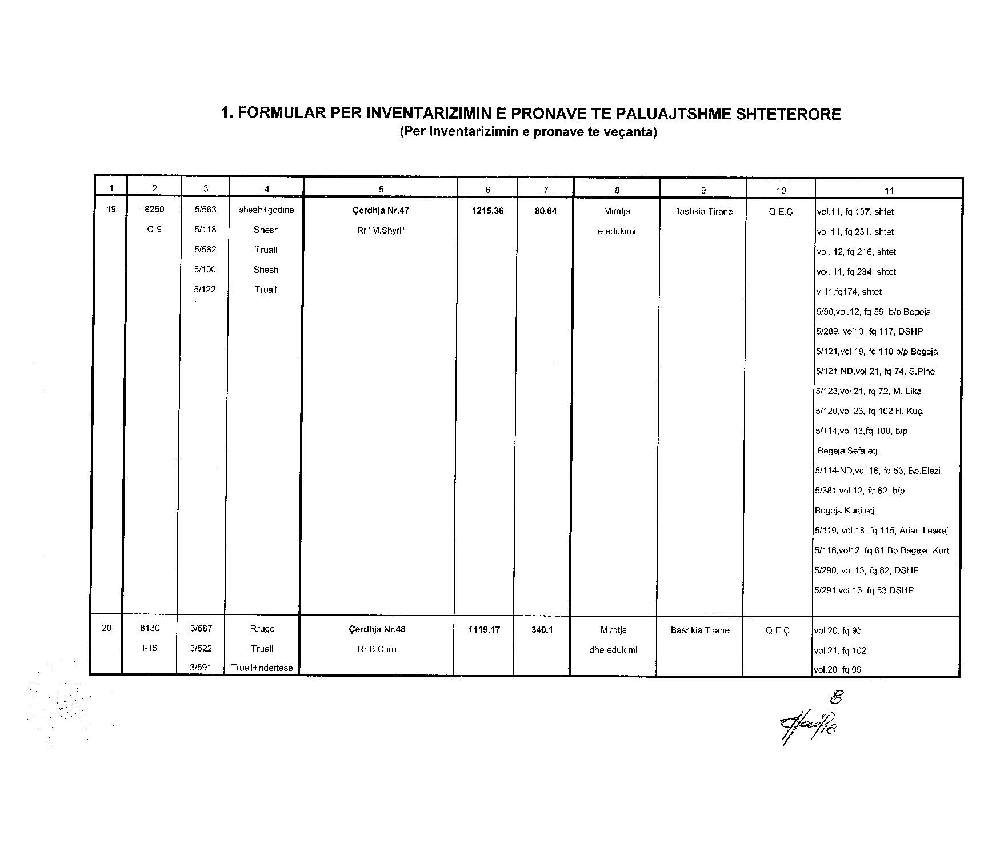 1. FORMULAR PER INVENTARIZIMIN E PRONAVE TE PALUAJTSHME SHTETERORE
(Per inventarizimin e pronave te veçanta)
1 2 3 4 5 6 7 8 9 10 11
19 8250 5/563 shesh+godine Çerdhja Nr.47 1215.36 80.64 Mirritja Bashkia Tirane Q.E.Ç vol.11, fq 197, shtet
Q-9 5/118 Shesh Rr."M.Shyri" e edukimi vol 11, fq 231, shtet
5/562 Truall vol. 12, fq 216, shtet
5/100 Shesh vol. 11, fq 234, shtet
5/122 Truall v.11,fq174, shtet
5/90,vol.12, fq 59, b/p Begeja
5/289, vol13, fq 117, DSHP
5/121,vol 19, fq 110 b/p Begeja
5/121-ND,vol 21, fq 74, S.Pine
5/123,vol 21, fq 72, M. Lika
5/120,vol 26, fq 102,H. Kuçi
5/114,vol 13,fq 100, b/p
Begeja,Sefa etj.
5/114-ND,vol 16, fq 53, Bp.Elezi
5/381,vol 12, fq 62, b/p
Begeja,Kurti,etj.
5/119, vol 18, fq 115, Arian Leskaj
5/116,vol12, fq.61 Bp.Begeja, Kurti
5/290, vol.13, fq.82, DSHP
5/291 vol.13, fq.83 DSHP
20 8130 3/587 Rruge Çerdhja Nr.48 1119.17 340.1 Mirritja Bashkia Tirane Q.E.Ç vol.20, fq 95
I-15 3/522 Truall Rr.B.Curri dhe edukimi vol 21, fq 102
3/591 Truall+ndertese vol.20, fq 99
8